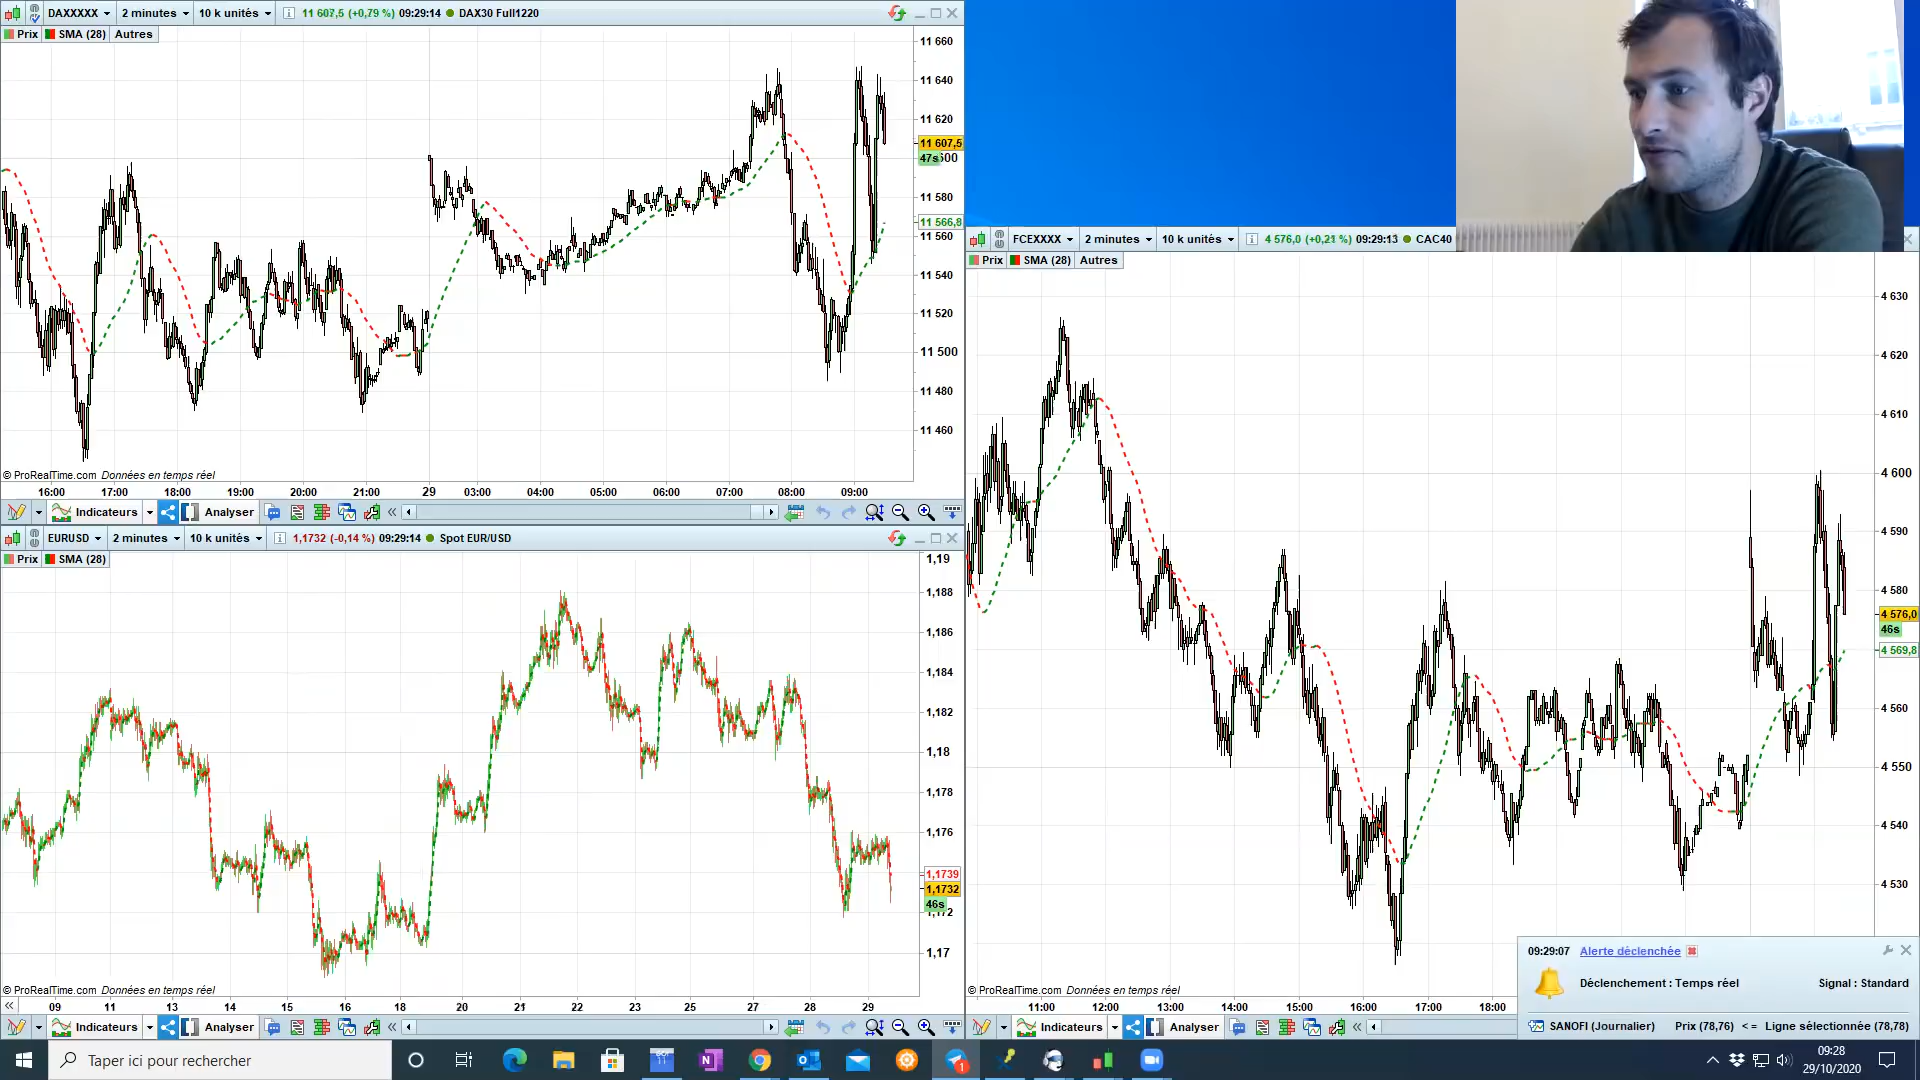 DAXXXXX 2 minutes 10 k unités 11 607,5 (+0,79 %) 09:29:14 DAX30 Full1220
Prix SMA (28) Autres
11 660
11 640
11 620
11 607,5
47s
11 580
11 566,8
11 560
11 540
11 520
11 500
11 480
11 460
© ProRealTime.com Données en temps réel
16:00 17:00 18:00 19:00 20:00 21:00 29 03:00 04:00 05:00 06:00 07:00 08:00 09:00
Indicateurs Analyser
EURUSD 2 minutes 10 k unités 1,1732 (-0,14 %) 09:29:14 Spot EUR/USD
Prix SMA (28)
1,19
1,188
1,186
1,184
1,182
1,18
1,178
1,176
1,1739
1,1732
46s
1,172
1,17
© ProRealTime.com Données en temps réel
09 11 13 14 15 16 18 20 21 22 23 25 27 28 29
Indicateurs Analyser
FCEXXXX 2 minutes 10 k unités 4 576,0 (+0,21 %) 09:29:13 CAC40
Prix SMA (28) Autres
4 630
4 620
4 610
4 600
4 590
4 580
4 576,0
46s
4 569,8
4 560
4 550
4 540
4 530
© ProRealTime.com Données en temps réel
11:00 12:00 13:00 14:00 15:00 16:00 17:00 18:00
Indicateurs Analyser
09:29:07 Alerte déclenchée
Déclenchement : Temps réel Signal : Standard
SANOFI (Journalier) Prix (78,76) <= Ligne sélectionnée (78,78)
Taper ici pour rechercher
09:28
29/10/2020